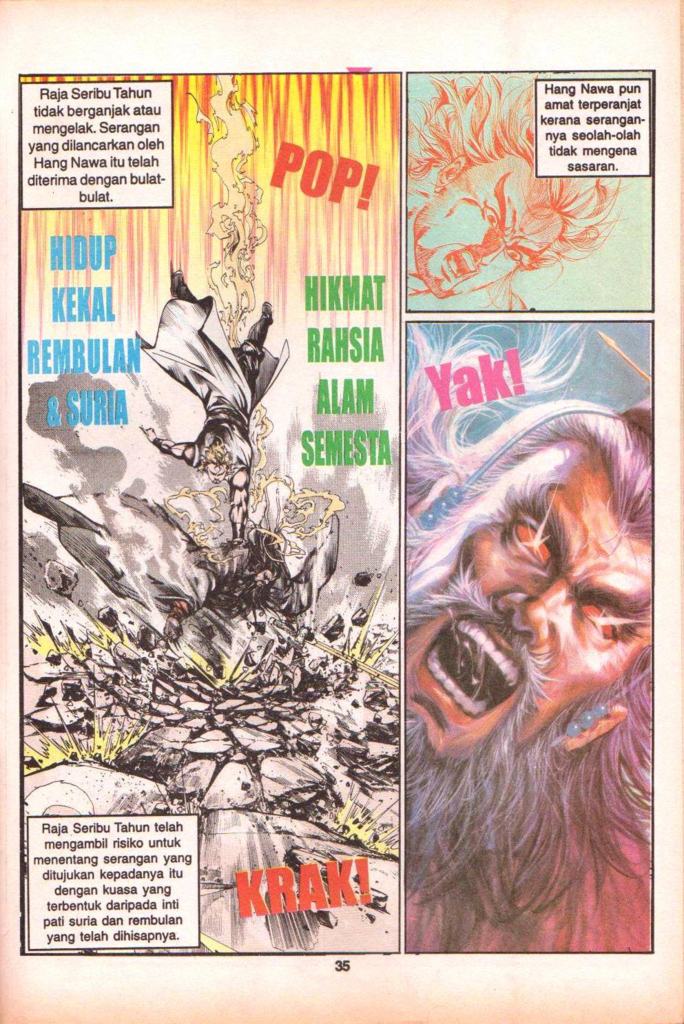 Raja Seribu Tahun
tidak berganjak atau
mengelak. Serangan
yang dilancarkan oleh
Hang Nawa itu telah
diterima dengan bulat-
bulat.
POP!
HIDUP
KEKAL
REMBULAN
& SURIA
HIKMAT
RAHSIA
ALAM
SEMESTA
Raja Seribu Tahun telah
mengambil risiko untuk
menentang serangan yang
ditujukan kepadanya itu
dengan kuasa yang
terbentuk daripada inti
pati suria dan rembulan
yang telah dihisapnya.
KRAK!
Hang Nawa pun
amat terperanjat
kerana serangan-
nya seolah-olah
tidak mengena
sasaran.
Yak!
35